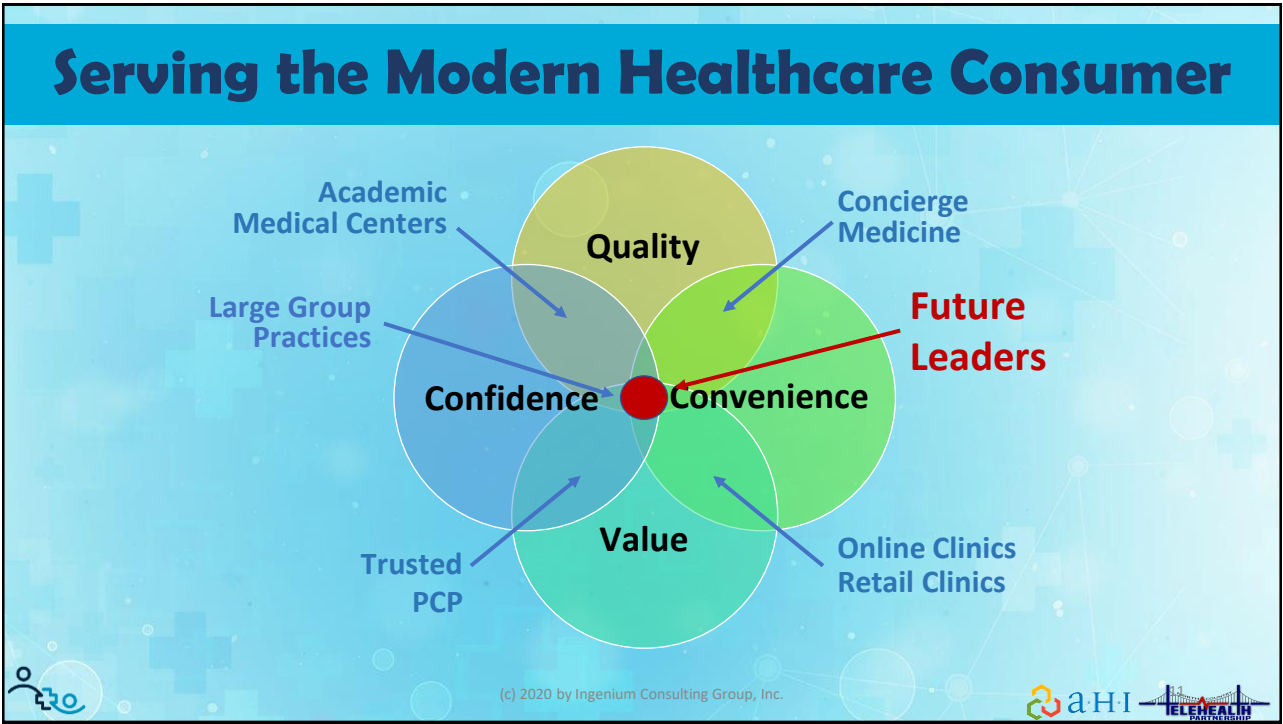 Serving the Modern Healthcare Consumer
Academic
Medical Centers
Concierge
Medicine
Quality
Large Group
Practices
Future
Leaders
Confidence
Convenience
Value
Trusted
PCP
Online Clinics
Retail Clinics
(c) 2020 by Ingenium Consulting Group, Inc.
a·H·I
TELEHEALTH
PARTNERSHIP